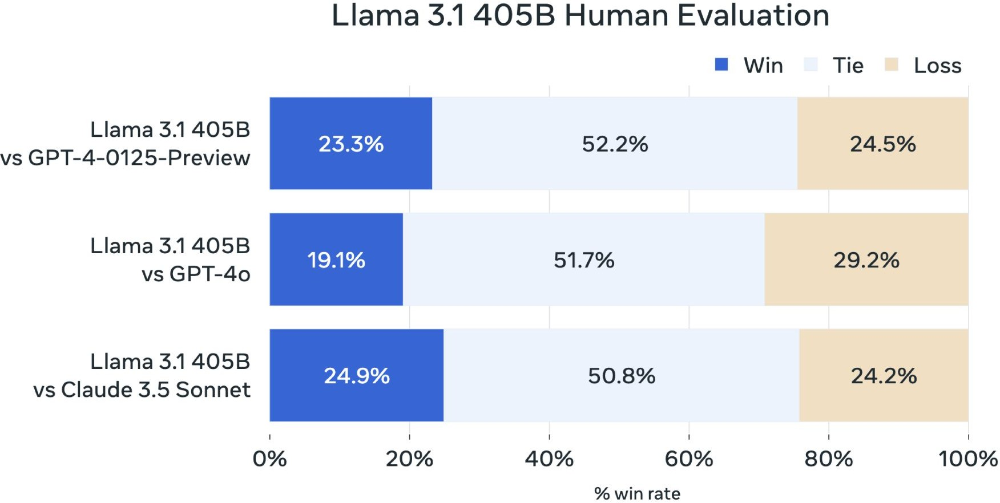 Llama 3.1 405B Human Evaluation
Win Tie Loss
Llama 3.1 405B
vs GPT-4-0125-Preview
23.3% 52.2% 24.5%
Llama 3.1 405B
vs GPT-4o
19.1% 51.7% 29.2%
Llama 3.1 405B
vs Claude 3.5 Sonnet
24.9% 50.8% 24.2%
0% 20% 40% 60% 80% 100%
% win rate